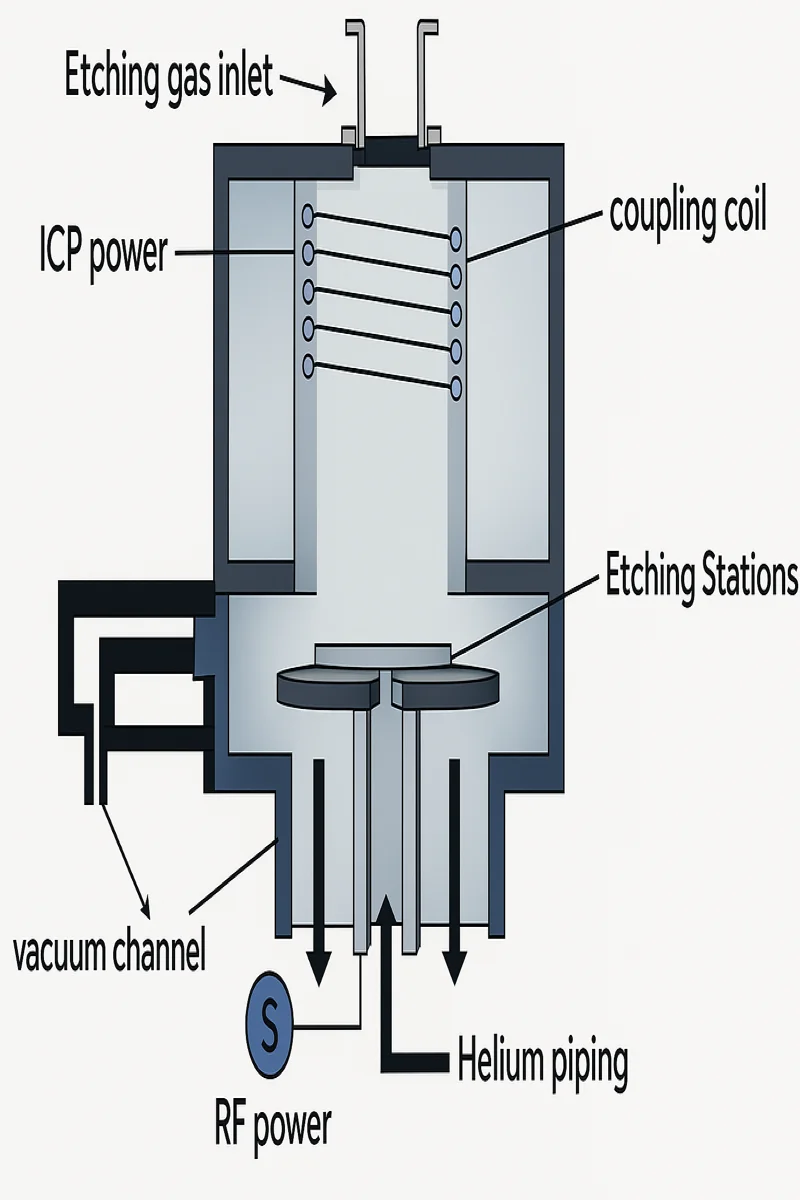 Etching gas inlet
coupling coil
ICP power
Etching Stations
vacuum channel
S
Helium piping
RF power